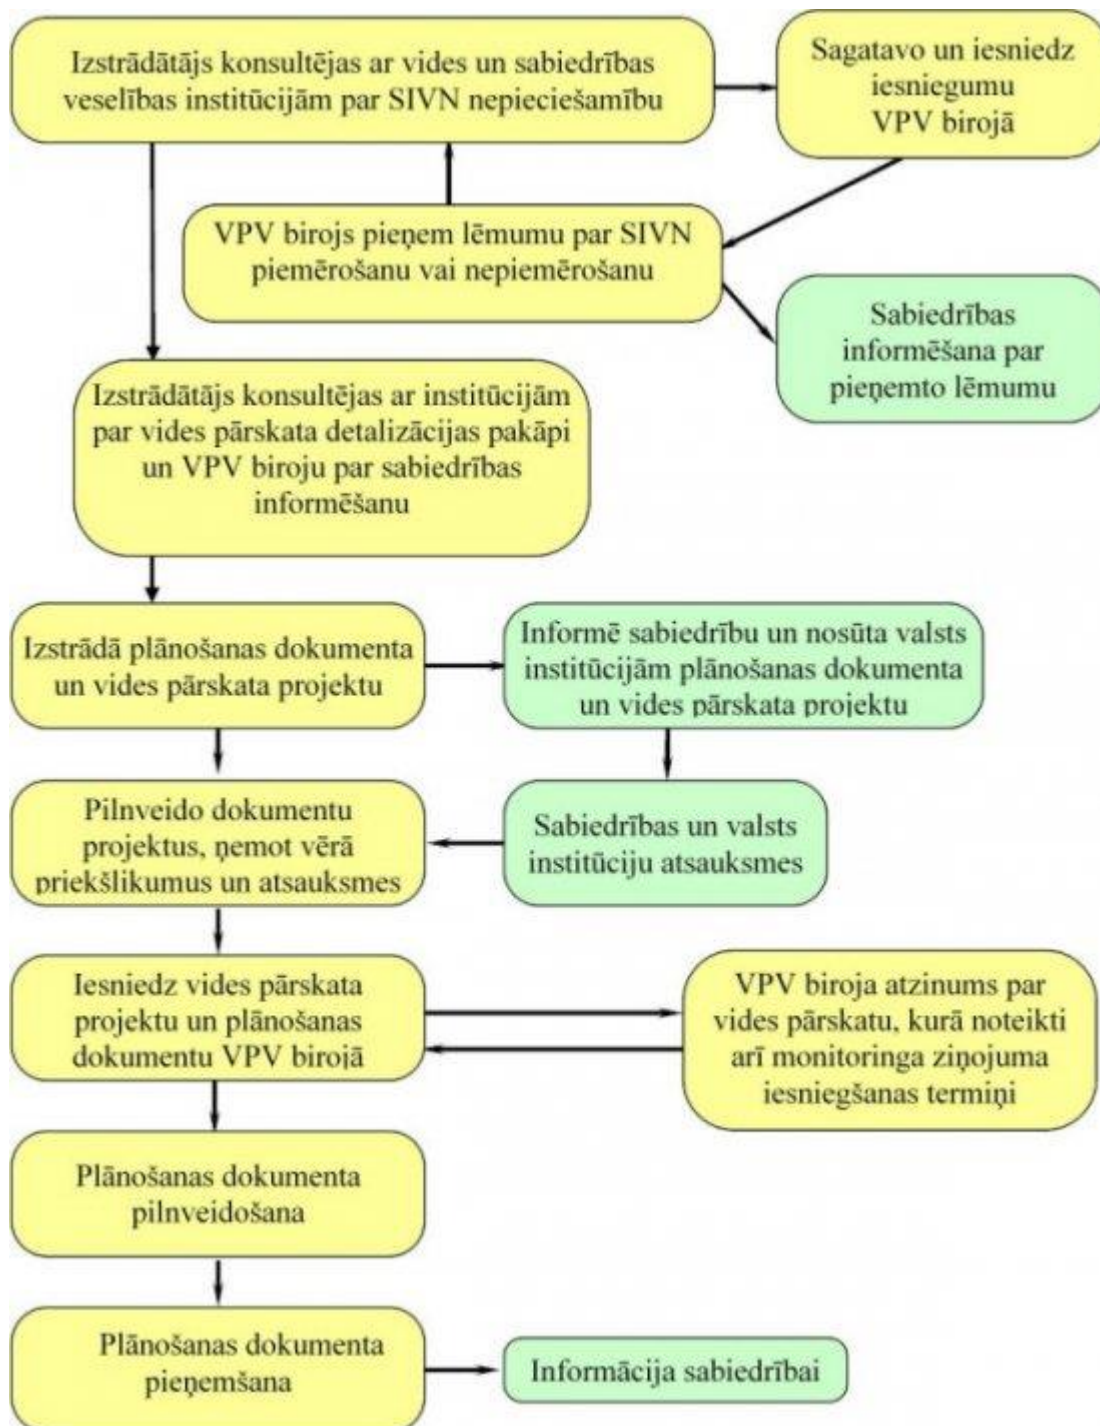 Izstrādātājs konsultējas ar vides un sabiedrības
veselības institūcijām par SIVN nepieciešamību
Sagatavo un iesniedz
iesniegumu
VPV birojā
VPV birojs pieņem lēmumu par SIVN
piemērošanu vai nepiemērošanu
Sabiedrības
informēšana par
pieņemto lēmumu
Izstrādātājs konsultējas ar institūcijām
par vides pārskata detalizācijas pakāpi
un VPV biroju par sabiedrības
informēšanu
Izstrādā plānošanas dokumenta
un vides pārskata projektu
Informē sabiedrību un nosūta valsts
institūcijām plānošanas dokumenta
un vides pārskata projektu
Pilnveido dokumentu
projektus, ņemot vērā
priekšlikumus un atsauksmes
Sabiedrības un valsts
institūciju atsauksmes
Iesniedz vides pārskata
projektu un plānošanas
dokumentu VPV birojā
VPV biroja atzinums par
vides pārskatu, kurā noteikti
arī monitoringa ziņojuma
iesniegšanas termiņi
Plānošanas dokumenta
pilnveidošana
Plānošanas dokumenta
pieņemšana
Informācija sabiedrībai